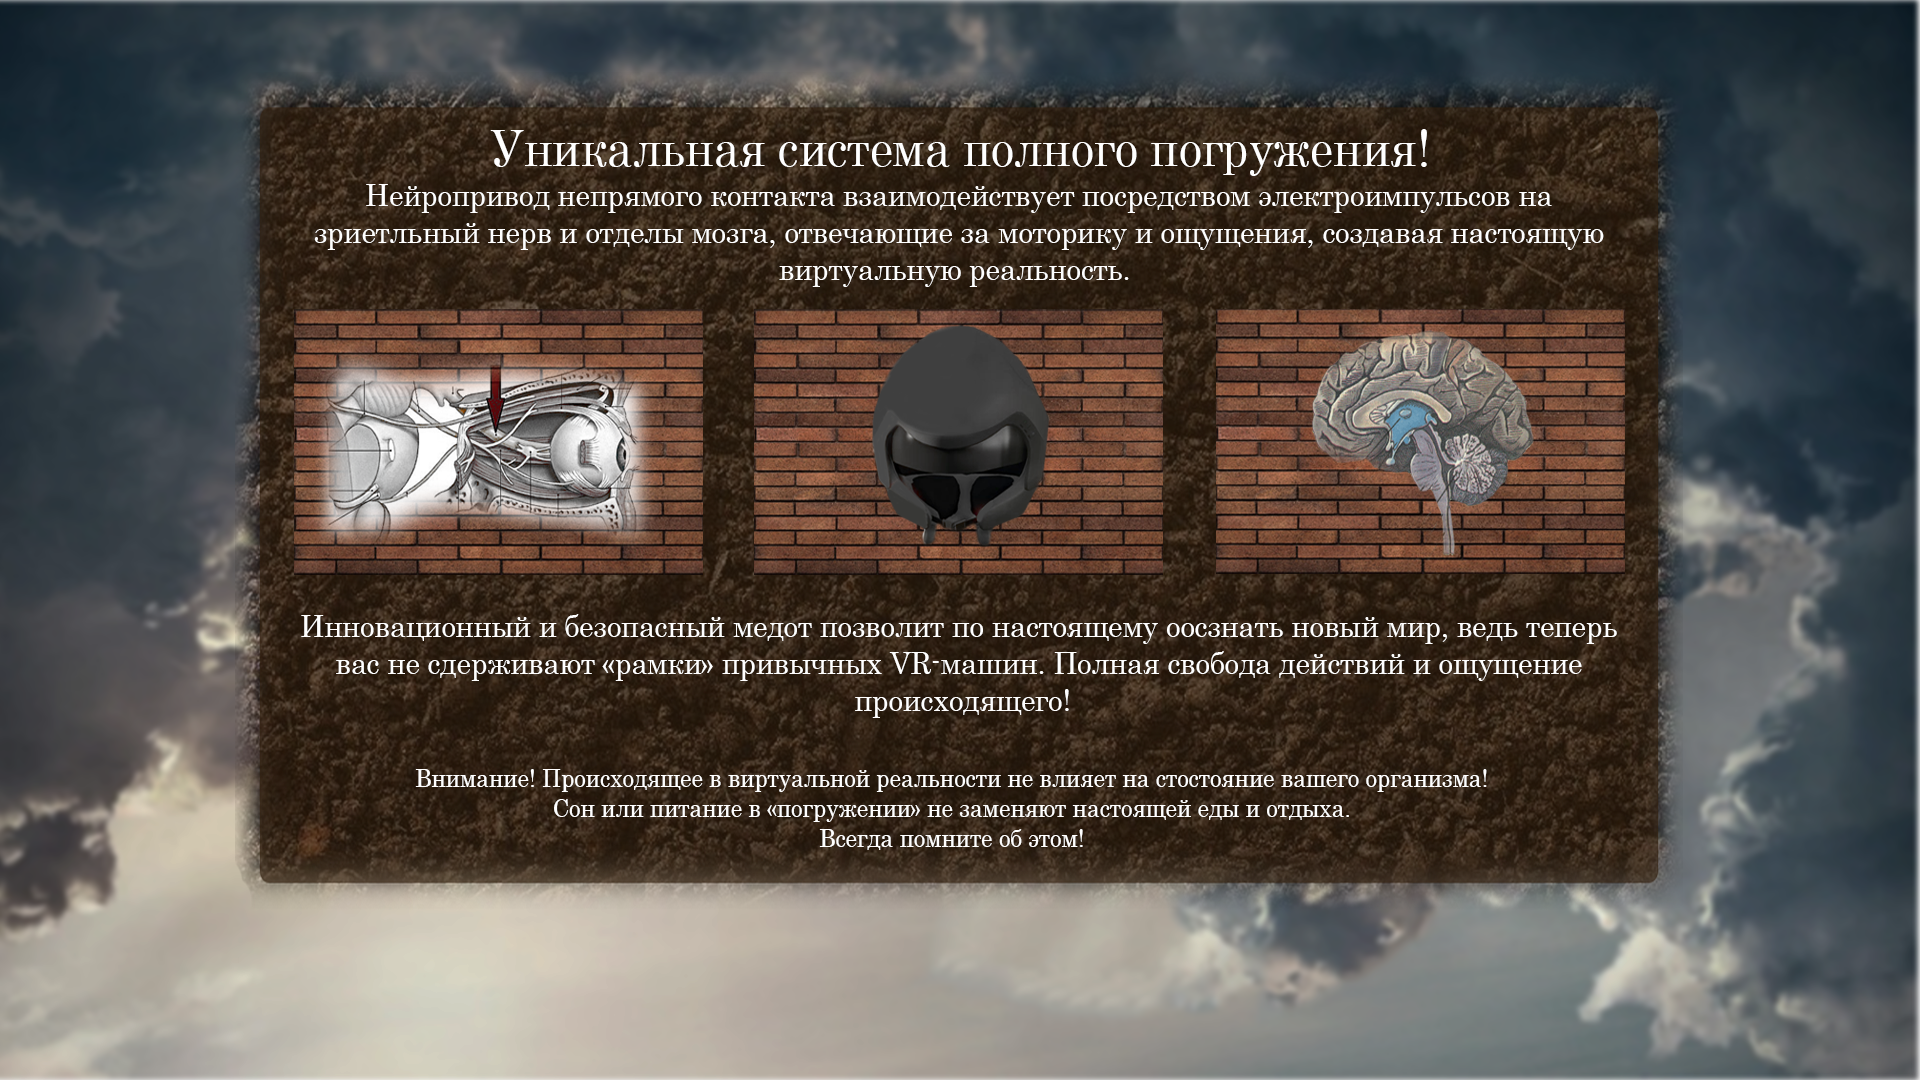 Уникальная система полного погружения!
Нейропривод непрямого контакта взаимодействует посредством электроимпульсов на
зриетльный нерв и отделы мозга, отвечающие за моторику и ощущения, создавая настоящую
виртуальную реальность.
Инновационный и безопасный медот позволит по настоящему оосзнать новый мир, ведь теперь
вас не сдерживают «рамки» привычных VR-машин. Полная свобода действий и ощущение
происходящего!
Внимание! Происходящее в виртуальной реальности не влияет на стостояние вашего организма!
Сон или питание в «погружении» не заменяют настоящей еды и отдыха.
Всегда помните об этом!